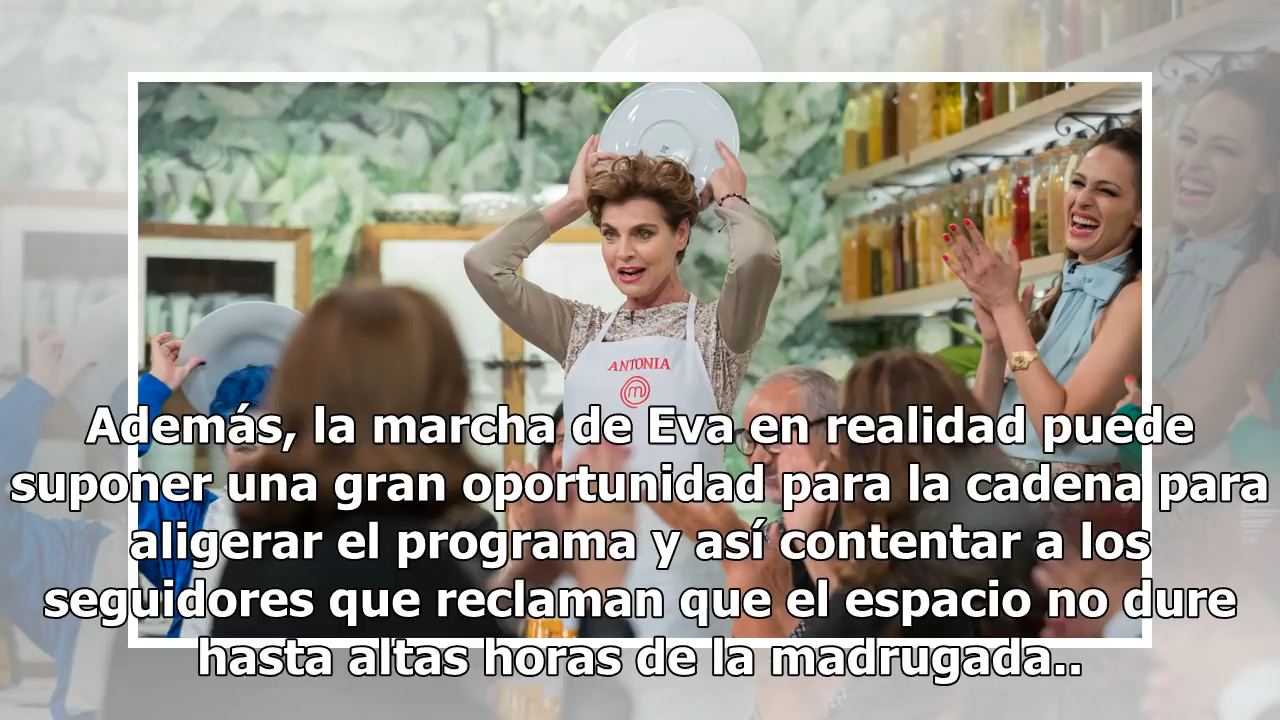 ANTONIA
Además, la marcha de Eva en realidad puede
suponer una gran oportunidad para la cadena para
aligerar el programa y así contentar a los
seguidores que reclaman que el espacio no dure
hasta altas horas de la madrugada..